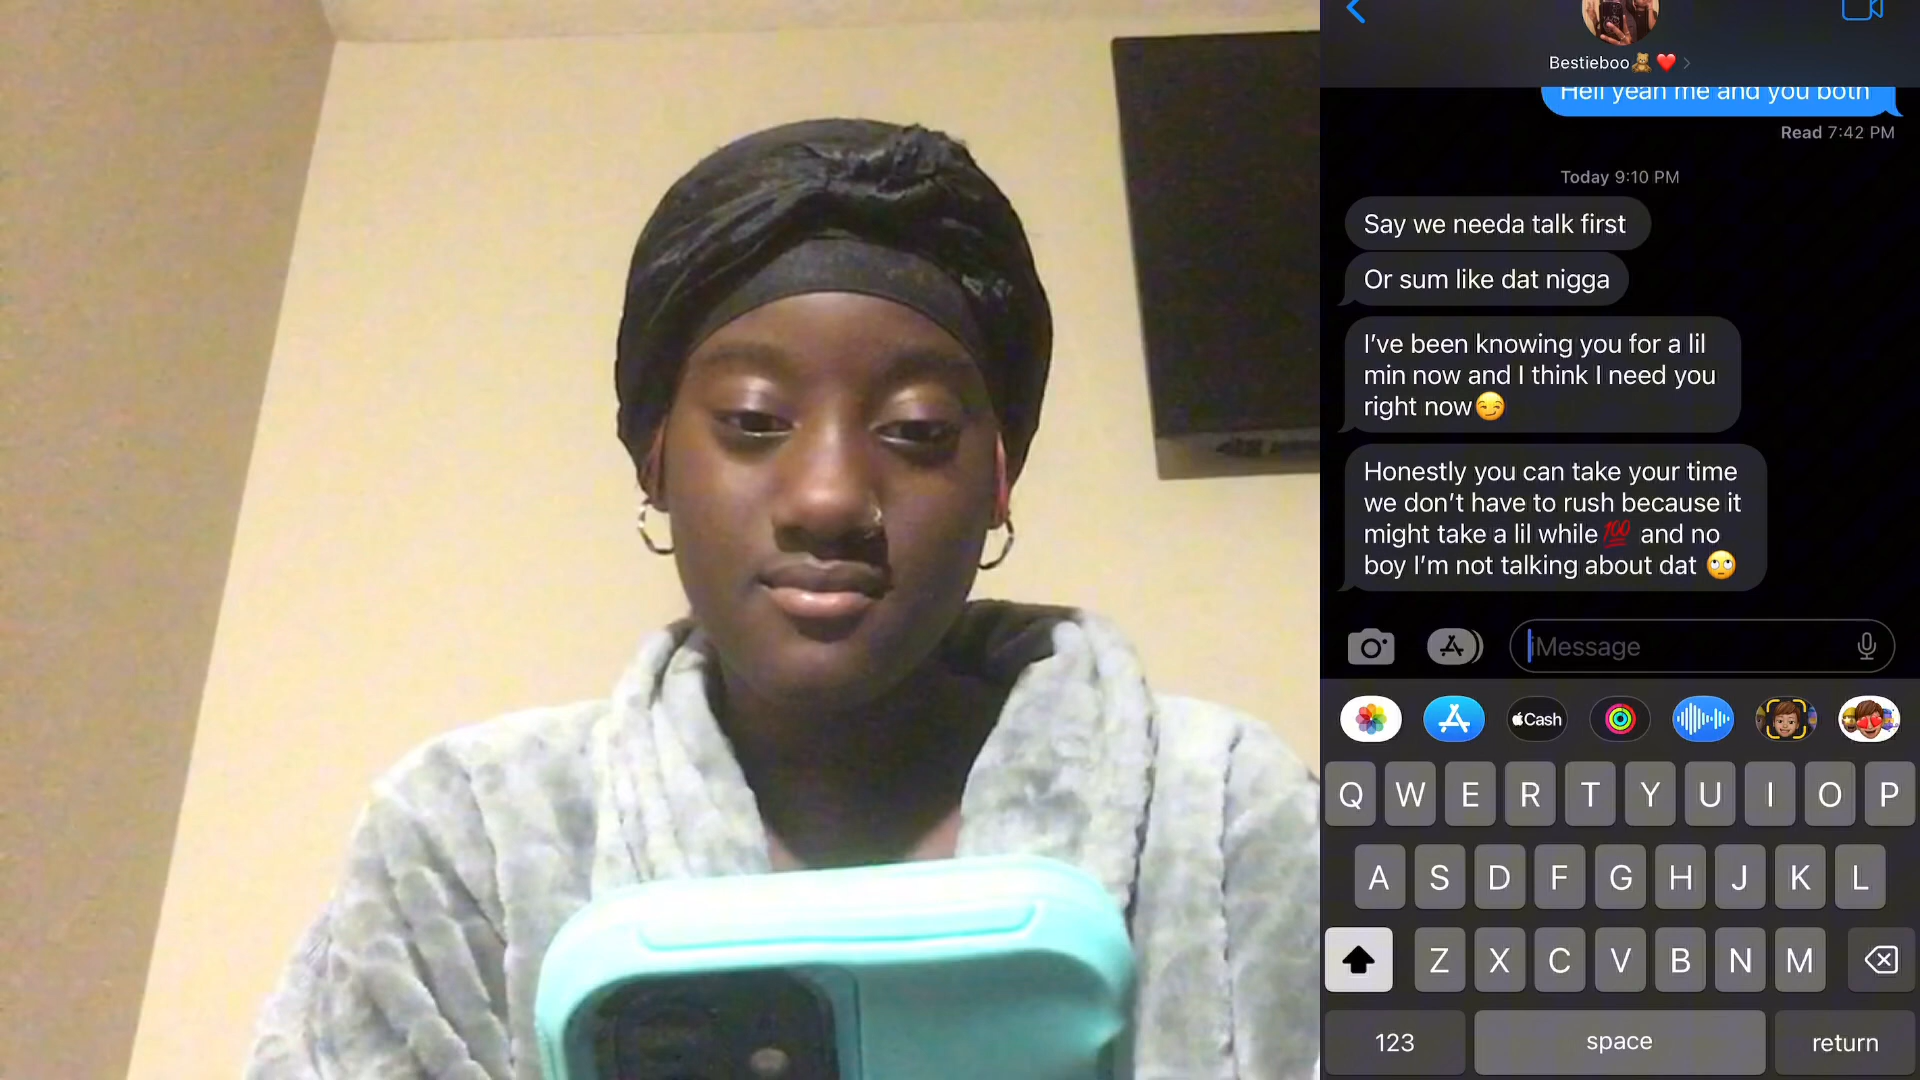 Bestieboo🧸❤️
Hell yeah me and you both
Read 7:42 PM
Today 9:10 PM
Say we needa talk first
Or sum like dat nigga
I've been knowing you for a lil
min now and I think I need you
right now😏
Honestly you can take your time
we don't have to rush because it
might take a lil while 💯 and no
boy I'm not talking about dat 🙄
iMessage
Cash
Q W E R T Y U I O P
A S D F G H J K L
Z X C V B N M
123 space return